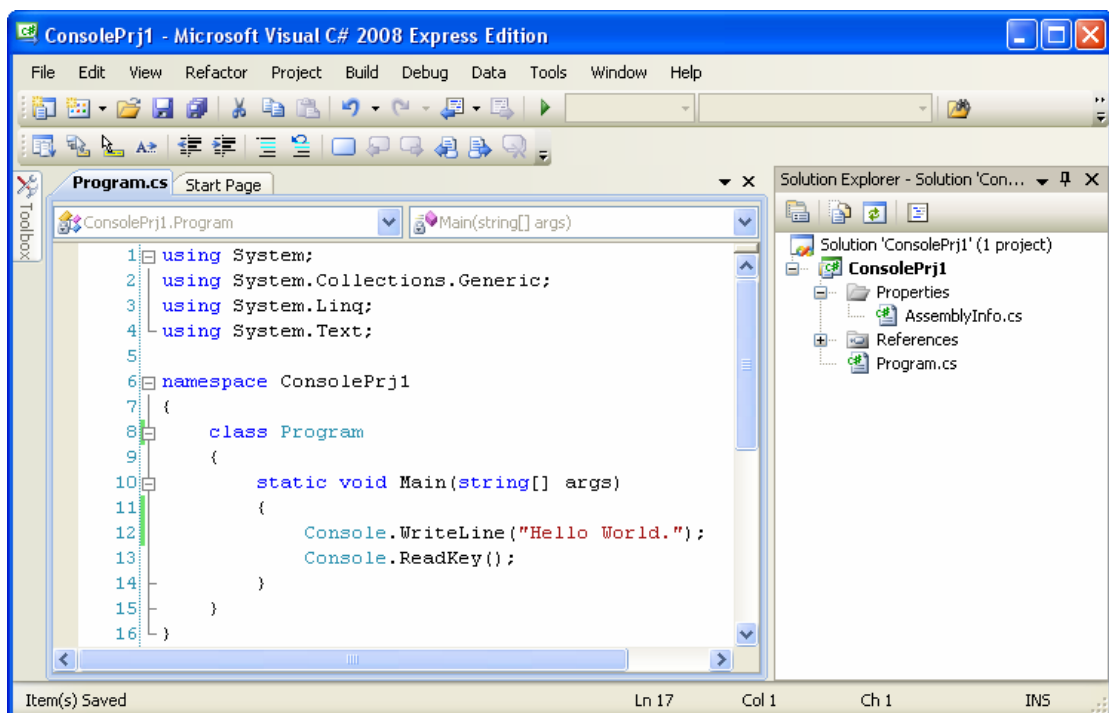 ConsolePrj1 - Microsoft Visual C# 2008 Express Edition
File Edit View Refactor Project Build Debug Data Tools Window Help
Toolbox
Program.cs Start Page
ConsolePrj1.Program Main(string[] args)
1 using System;
2 using System.Collections.Generic;
3 using System.Linq;
4 using System.Text;
5
6 namespace ConsolePrj1
7 {
8 class Program
9 {
10 static void Main(string[] args)
11 {
12 Console.WriteLine("Hello World.");
13 Console.ReadKey();
14 }
15 }
16 }
Solution Explorer - Solution 'Con...
Solution 'ConsolePrj1' (1 project)
ConsolePrj1
Properties
AssemblyInfo.cs
References
Program.cs
Item(s) Saved Ln 17 Col 1 Ch 1 INS